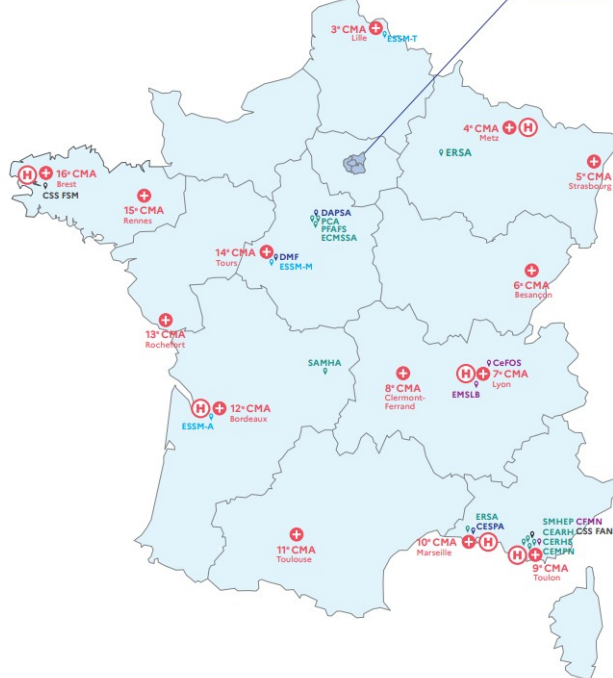 3e CMA
Lille
ESSM-T
4e CMA
Metz
H
ERSA
5e CMA
Strasbourg
H
16e CMA
Brest
CSS FSM
15e CMA
Rennes
DAPSA
PCA
PFAFS
ECMSSA
14e CMA
Tours
DMF
ESSM-M
6e CMA
Besançon
13e CMA
Rochefort
SAMHA
8e CMA
Clermont-
Ferrand
CeFOS
H
7e CMA
Lyon
EMSLB
H
12e CMA
Bordeaux
ESSM-A
11e CMA
Toulouse
ERSA
CESPA
10e CMA
Marseille
H
SMHEP CFMN
CEARH CSS FAN
CERHS
CEMPN
H
9e CMA
Toulon